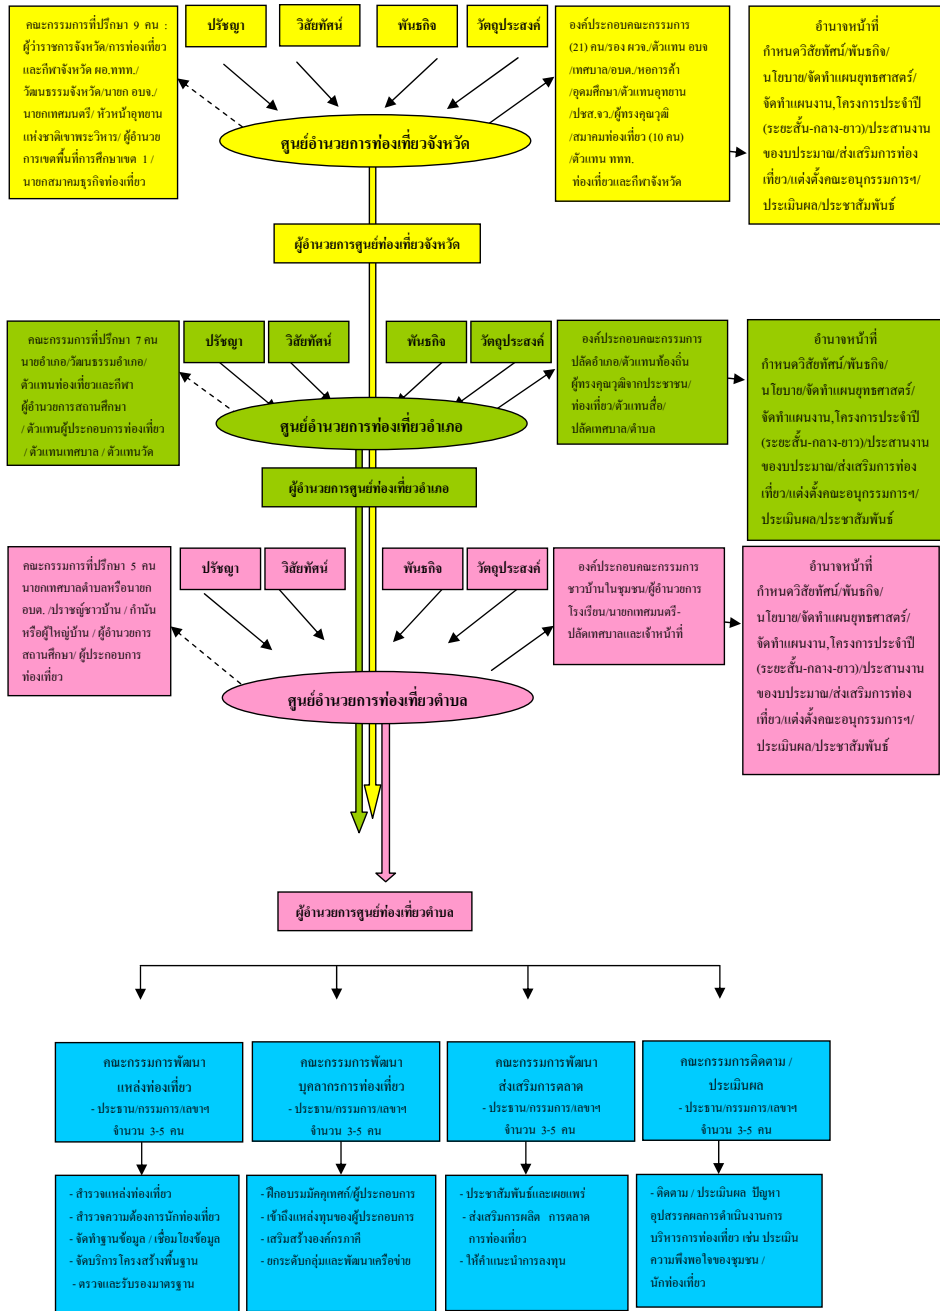 คณะกรรมการที่ปรึกษา 9 คน :
ผู้ว่าราชการจังหวัด/การท่องเที่ยว
และกีฬาจังหวัด ผอ.ททท./
วัฒนธรรมจังหวัด/นายก อบจ./
นายกเทศมนตรี/ หัวหน้าอุทยาน
แห่งชาติเขาพระวิหาร/ ผู้อำนวย
การเขตพื้นที่การศึกษาเขต 1/
นายกสมาคมธุรกิจท่องเที่ยว
ปรัชญา
วิสัยทัศน์
พันธกิจ
วัตถุประสงค์
องค์ประกอบคณะกรรมการ
(21) คน/รอง ผวจ./ตัวแทน อบจ
/เทศบาล/อบต./หอการค้า
/อุดมศึกษา/ตัวแทนอุทยาน
/ปชส.จว./ผู้ทรงคุณวุฒิ
/สมาคมท่องเที่ยว (10 คน)
/ตัวแทน ททท.
ท่องเที่ยวและกีฬาจังหวัด
อำนาจหน้าที่
กำหนดวิสัยทัศน์/พันธกิจ/
นโยบาย/จัดทำแผนยุทธศาสตร์/
จัดทำแผนงาน,โครงการประจำปี
(ระยะสั้น-กลาง-ยาว)/ประสานงาน
ของบประมาณ/ส่งเสริมการท่อง
เที่ยว/แต่งตั้งคณะอนุกรรมการฯ/
ประเมินผล/ประชาสัมพันธ์
ศูนย์อำนวยการท่องเที่ยวจังหวัด
ผู้อำนวยการศูนย์ท่องเที่ยวจังหวัด
คณะกรรมการที่ปรึกษา 7 คน
นายอำเภอ/วัฒนธรรมอำเภอ/
ตัวแทนท่องเที่ยวและกีฬา
ผู้อำนวยการสถานศึกษา
/ ตัวแทนผู้ประกอบการท่องเที่ยว
/ ตัวแทนเทศบาล / ตัวแทนวัด
ปรัชญา
วิสัยทัศน์
พันธกิจ
วัตถุประสงค์
องค์ประกอบคณะกรรมการ
ปลัดอำเภอ/ตัวแทนท้องถิ่น
ผู้ทรงคุณวุฒิจากประชาชน/
ท่องเที่ยว/ตัวแทนสื่อ/
ปลัดเทศบาล/ตำบล
อำนาจหน้าที่
กำหนดวิสัยทัศน์/พันธกิจ/
นโยบาย/จัดทำแผนยุทธศาสตร์/
จัดทำแผนงาน,โครงการประจำปี
(ระยะสั้น-กลาง-ยาว)/ประสานงาน
ของบประมาณ/ส่งเสริมการท่อง
เที่ยว/แต่งตั้งคณะอนุกรรมการฯ/
ประเมินผล/ประชาสัมพันธ์
ศูนย์อำนวยการท่องเที่ยวอำเภอ
ผู้อำนวยการศูนย์ท่องเที่ยวอำเภอ
คณะกรรมการที่ปรึกษา 5 คน
นายกเทศบาลตำบลหรือนายก
อบต. /ปราชญ์ชาวบ้าน / กำนัน
หรือผู้ใหญ่บ้าน / ผู้อำนวยการ
สถานศึกษา/ ผู้ประกอบการ
ท่องเที่ยว
ปรัชญา
วิสัยทัศน์
พันธกิจ
วัตถุประสงค์
องค์ประกอบคณะกรรมการ
ชาวบ้านในชุมชน/ผู้อำนวยการ
โรงเรียน/นายกเทศมนตรี-
ปลัดเทศบาลและเจ้าหน้าที่
อำนาจหน้าที่
กำหนดวิสัยทัศน์/พันธกิจ/
นโยบาย/จัดทำแผนยุทธศาสตร์/
จัดทำแผนงาน,โครงการประจำปี
(ระยะสั้น-กลาง-ยาว)/ประสานงาน
ของบประมาณ/ส่งเสริมการท่อง
เที่ยว/แต่งตั้งคณะอนุกรรมการฯ/
ประเมินผล/ประชาสัมพันธ์
ศูนย์อำนวยการท่องเที่ยวตำบล
ผู้อำนวยการศูนย์ท่องเที่ยวตำบล
คณะกรรมการพัฒนา
แหล่งท่องเที่ยว
- ประธาน/กรรมการ/เลขาฯ
จำนวน 3-5 คน
คณะกรรมการพัฒนา
บุคลากรการท่องเที่ยว
- ประธาน/กรรมการ/เลขาฯ
จำนวน 3-5 คน
คณะกรรมการพัฒนา
ส่งเสริมการตลาด
- ประธาน/กรรมการ/เลขาฯ
จำนวน 3-5 คน
คณะกรรมการติดตาม /
ประเมินผล
- ประธาน/กรรมการ/เลขาฯ
จำนวน 3-5 คน
- สำรวจแหล่งท่องเที่ยว
- สำรวจความต้องการนักท่องเที่ยว
- จัดทำฐานข้อมูล / เชื่อมโยงข้อมูล
- จัดบริการโครงสร้างพื้นฐาน
- ตรวจและรับรองมาตรฐาน
- ฝึกอบรมมัคคุเทศก์/ผู้ประกอบการ
- เข้าถึงแหล่งทุนของผู้ประกอบการ
- เสริมสร้างองค์กรภาคี
- ยกระดับกลุ่มและพัฒนาเครือข่าย
- ประชาสัมพันธ์และเผยแพร่
- ส่งเสริมการผลิต การตลาด
การท่องเที่ยว
- ให้คำแนะนำการลงทุน
- ติดตาม / ประเมินผล ปัญหา
อุปสรรคผลการดำเนินงานการ
บริหารการท่องเที่ยว เช่น ประเมิน
ความพึงพอใจของชุมชน /
นักท่องเที่ยว